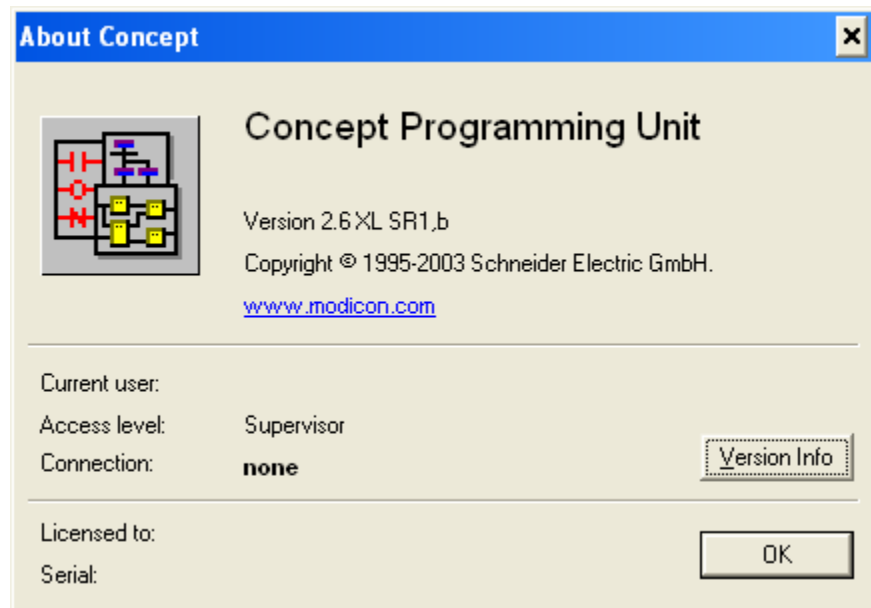 About Concept
Concept Programming Unit
Version 2.6 XL SR1,b
Copyright © 1995-2003 Schneider Electric GmbH.
www.modicon.com
Current user:
Access level: Supervisor
Connection: none
Version Info
Licensed to:
OK
Serial: